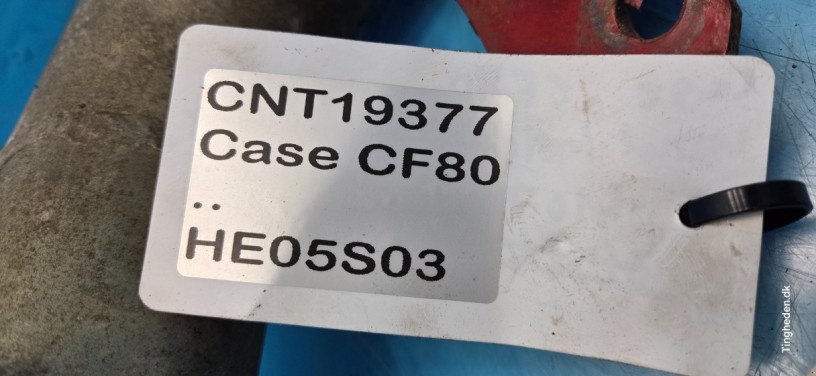 CNT19377
Case CF80
..
HE05S03
Tingheden.dk